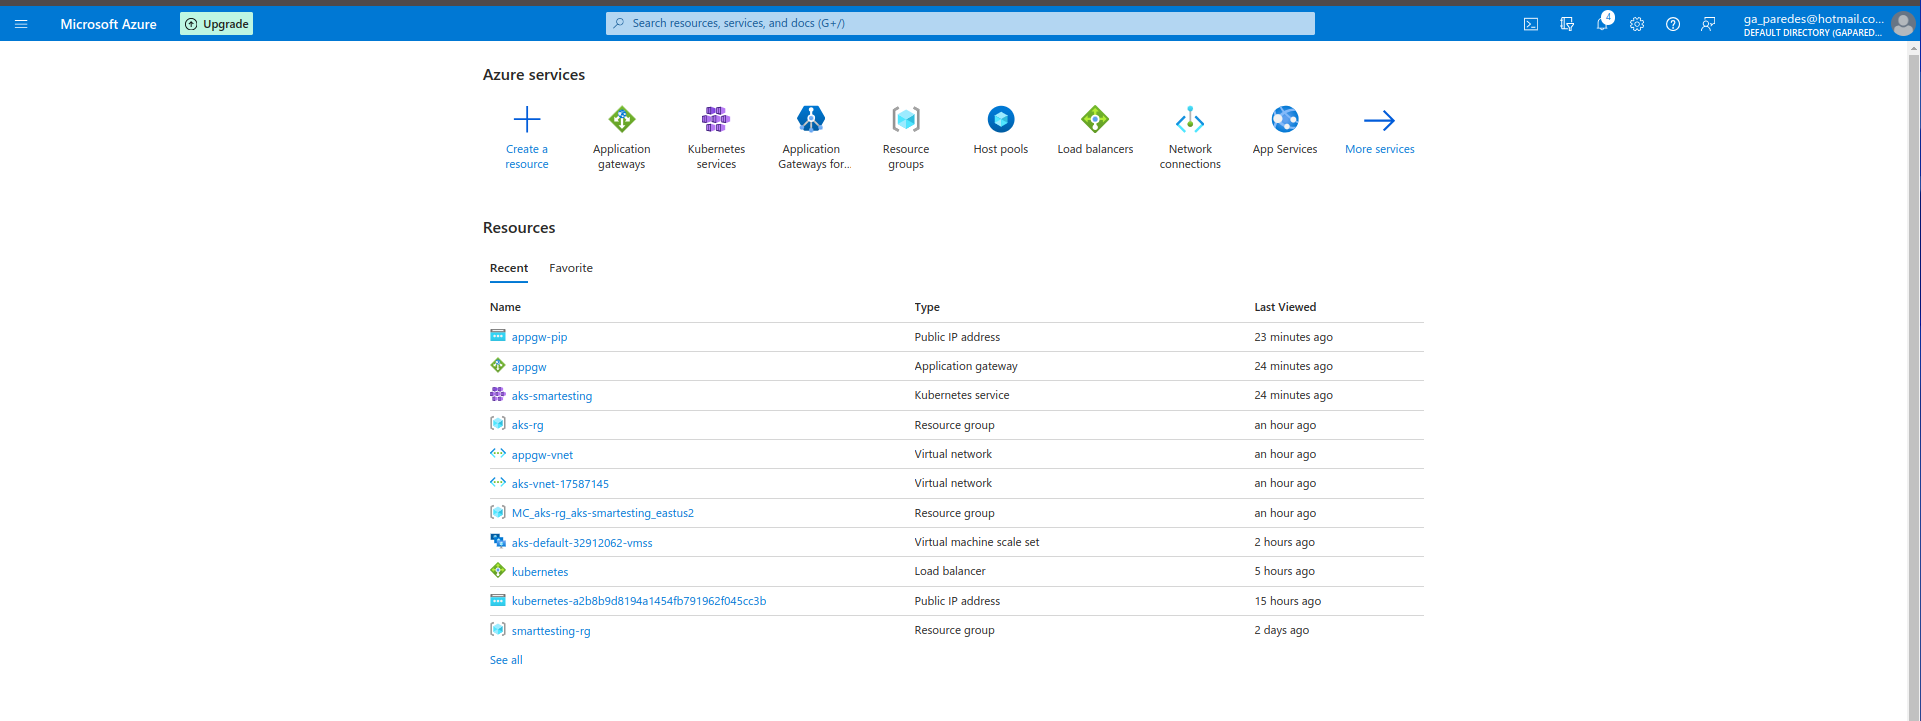 Microsoft Azure
Upgrade
Search resources, services, and docs (G+/)
4
ga_paredes@hotmail.co...
DEFAULT DIRECTORY (GAPARED...
Azure services
Create a
resource
Application
gateways
Kubernetes
services
Application
Gateways for...
Resource
groups
Host pools
Load balancers
Network
connections
App Services
More services
Resources
Recent Favorite
Name Type Last Viewed
appgw-pip Public IP address 23 minutes ago
appgw Application gateway 24 minutes ago
aks-smartesting Kubernetes service 24 minutes ago
aks-rg Resource group an hour ago
appgw-vnet Virtual network an hour ago
aks-vnet-17587145 Virtual network an hour ago
MC_aks-rg_aks-smartesting_eastus2 Resource group an hour ago
aks-default-32912062-vmss Virtual machine scale set 2 hours ago
kubernetes Load balancer 5 hours ago
kubernetes-a2b8b9d8194a1454fb791962f045cc3b Public IP address 15 hours ago
smarttesting-rg Resource group 2 days ago
See all